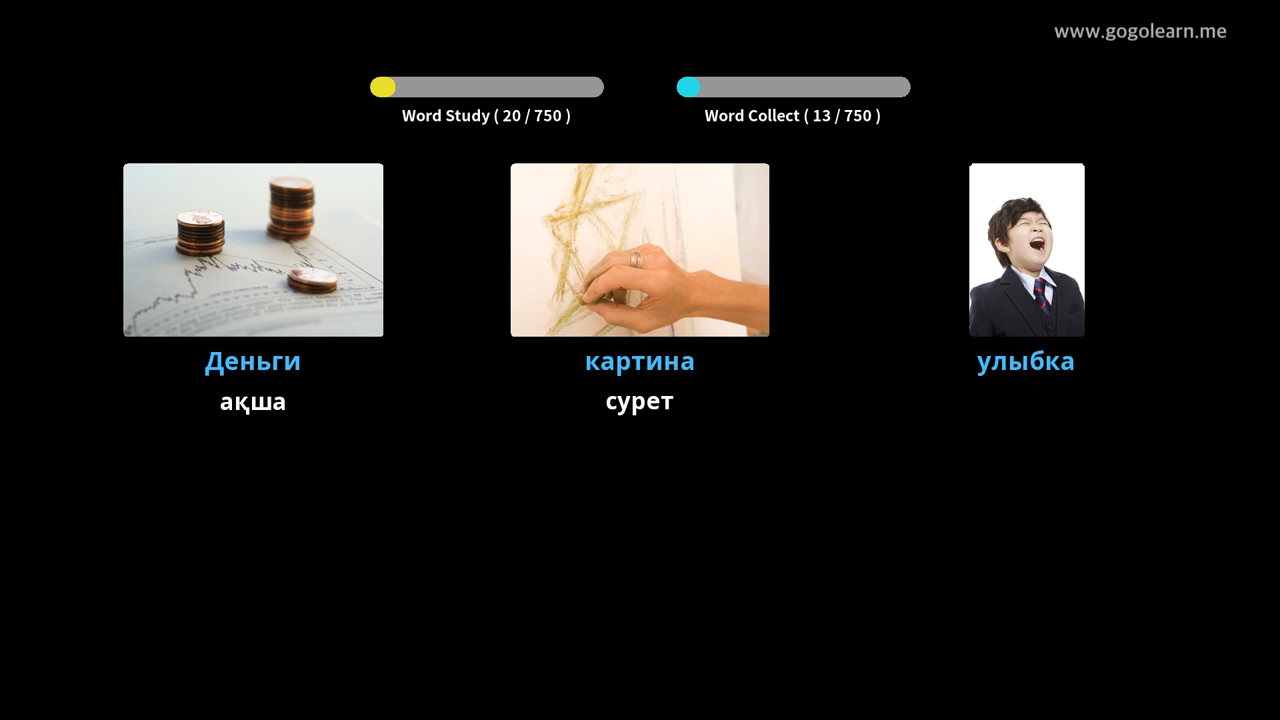 www.gogolearn.me
Word Study ( 20 / 750 )
Word Collect ( 13 / 750 )
Деньги
картина
улыбка
ақша
сурет